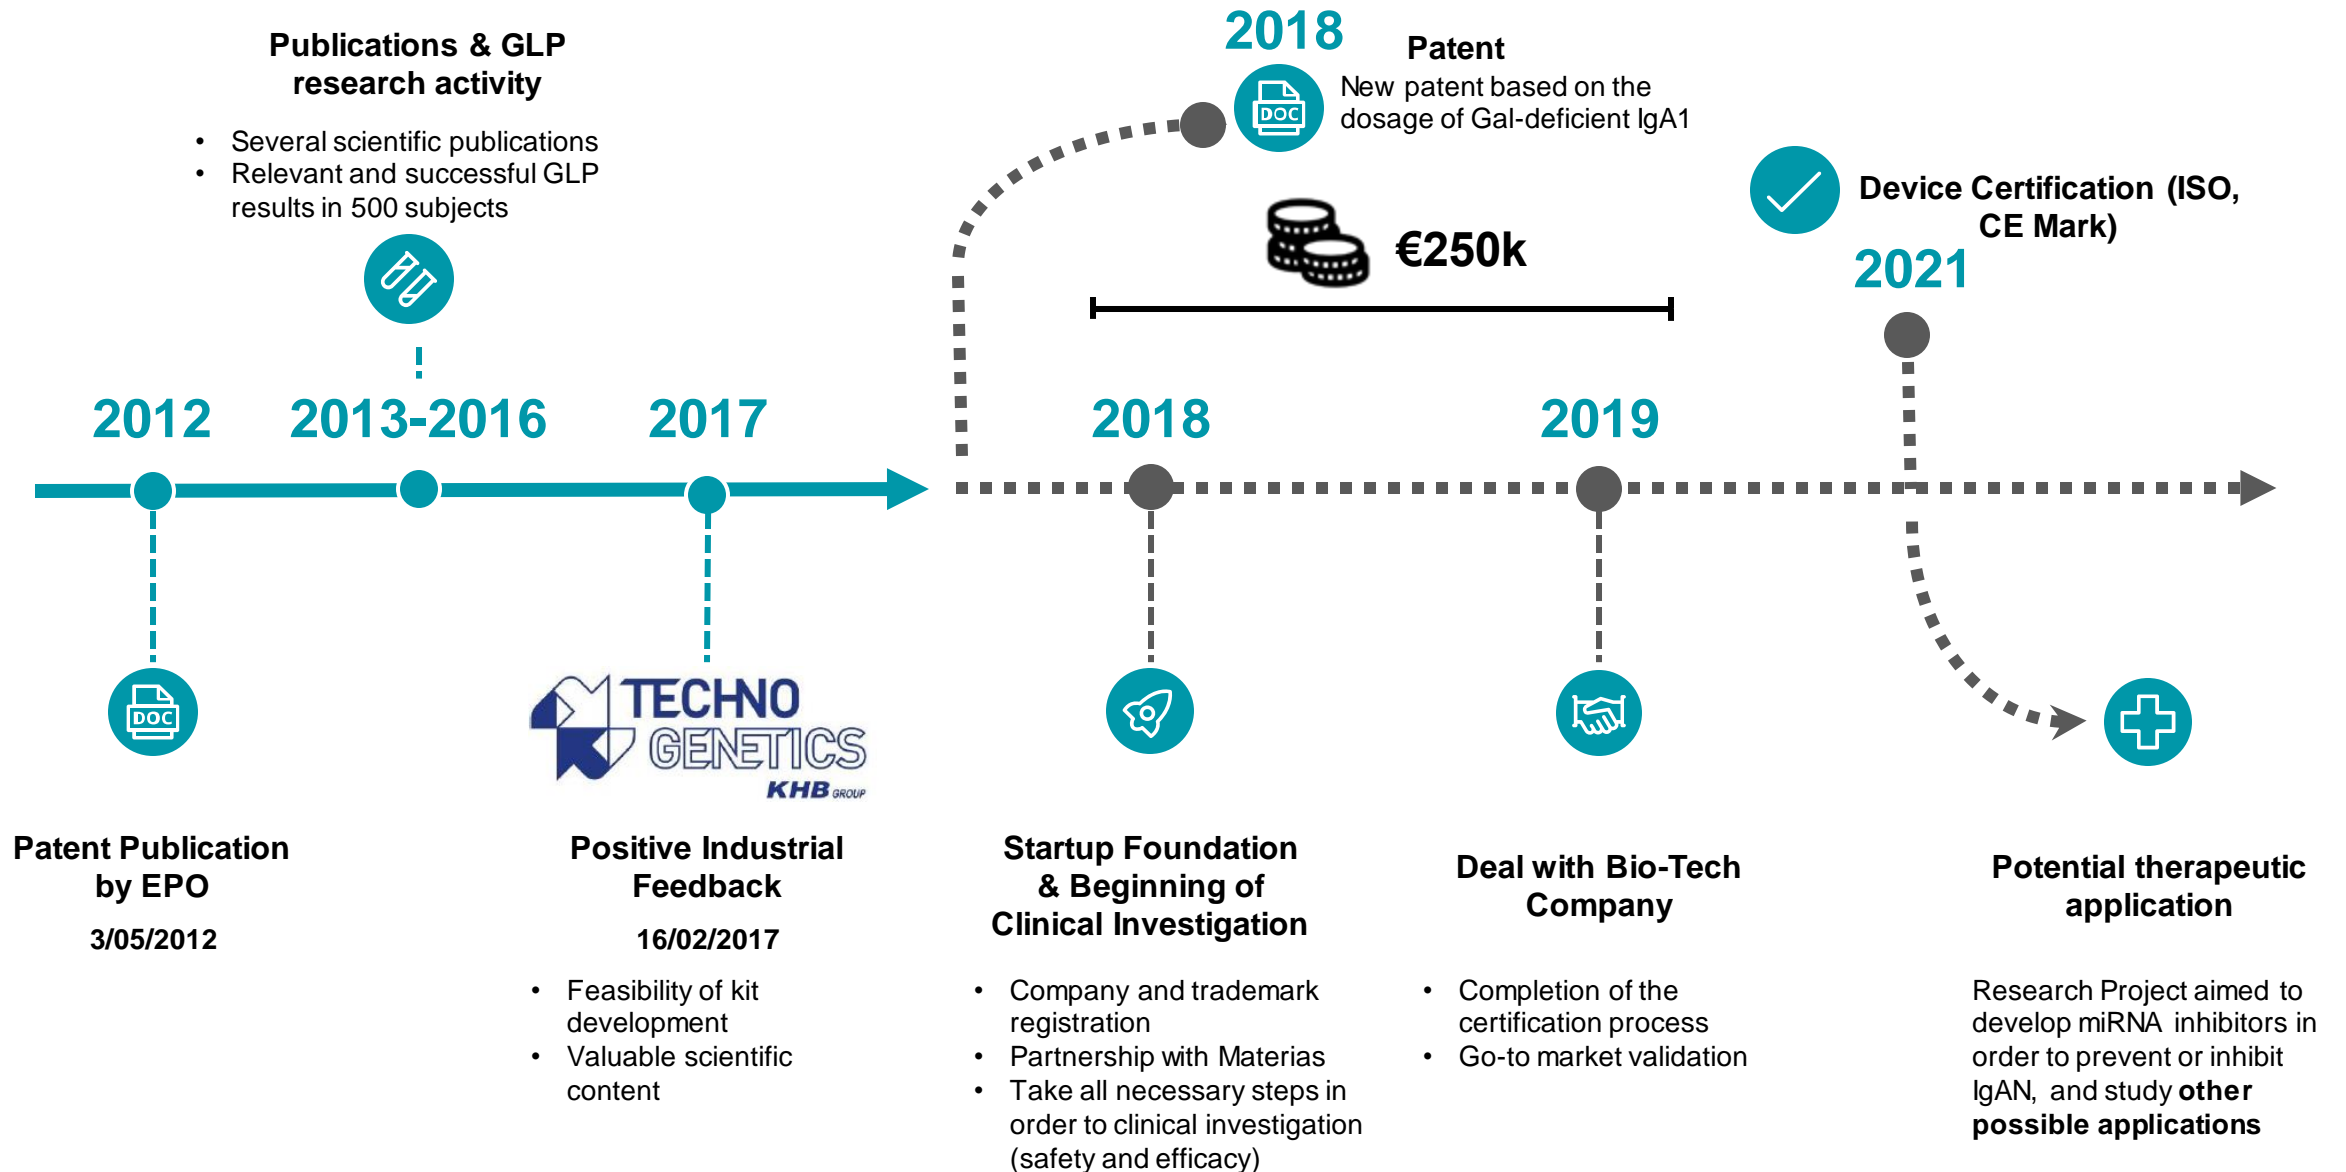 Publications & GLP
research activity
• Several scientific publications
• Relevant and successful GLP
results in 500 subjects
2018
Patent
DOC
New patent based on the
dosage of Gal-deficient IgA1
€250k
Device Certification (ISO,
CE Mark)
2021
2012
2013-2016
2017
2018
2019
DOC
TECHNO
GENETICS
KHB GROUP
Patent Publication
by EPO
3/05/2012
Positive Industrial
Feedback
16/02/2017
• Feasibility of kit
development
• Valuable scientific
content
Startup Foundation
& Beginning of
Clinical Investigation
• Company and trademark
registration
• Partnership with Materias
• Take all necessary steps in
order to clinical investigation
(safety and efficacy)
Deal with Bio-Tech
Company
• Completion of the
certification process
• Go-to market validation
Potential therapeutic
application
Research Project aimed to
develop miRNA inhibitors in
order to prevent or inhibit
IgAN, and study other
possible applications